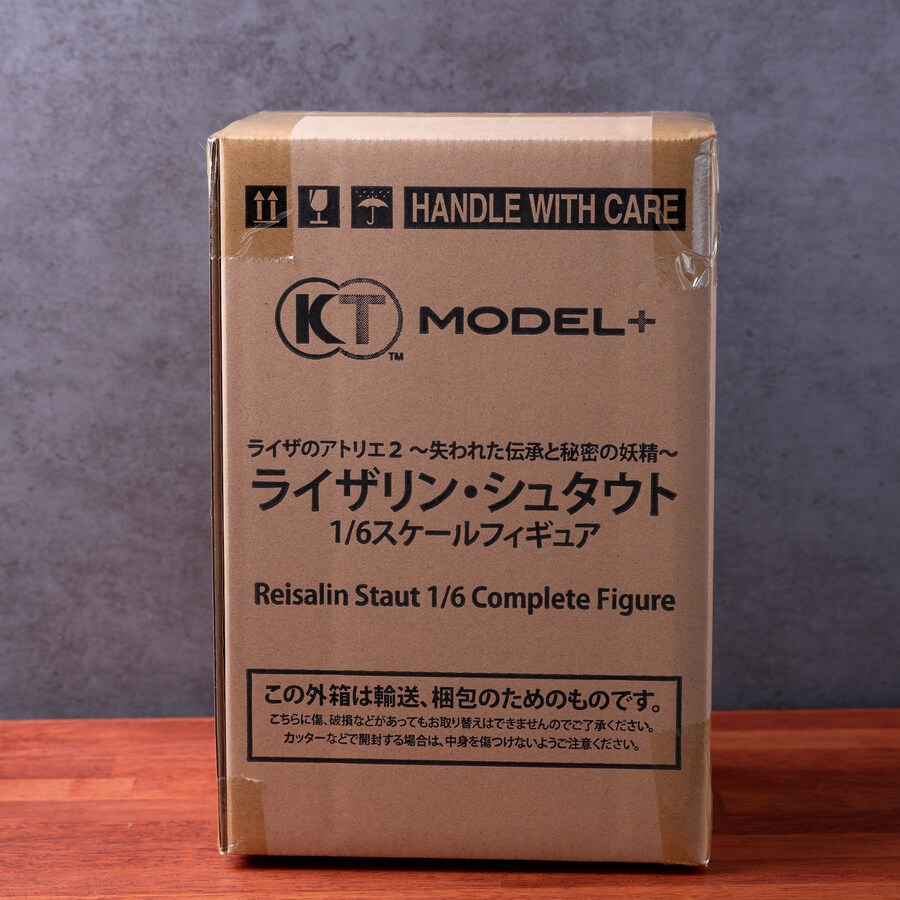 HANDLE WITH CARE
KT™ MODEL+
ライザのアトリエ2 ～失われた伝承と秘密の妖精～
ライザリン・シュタウト
1/6スケールフィギュア
Reisalin Staut 1/6 Complete Figure
この外箱は輸送、梱包のためのものです。
こちらに傷、破損などがあってもお取り替えはできませんのでご了承ください。
カッターなどで開封する場合は、中身を傷つけないようご注意ください。